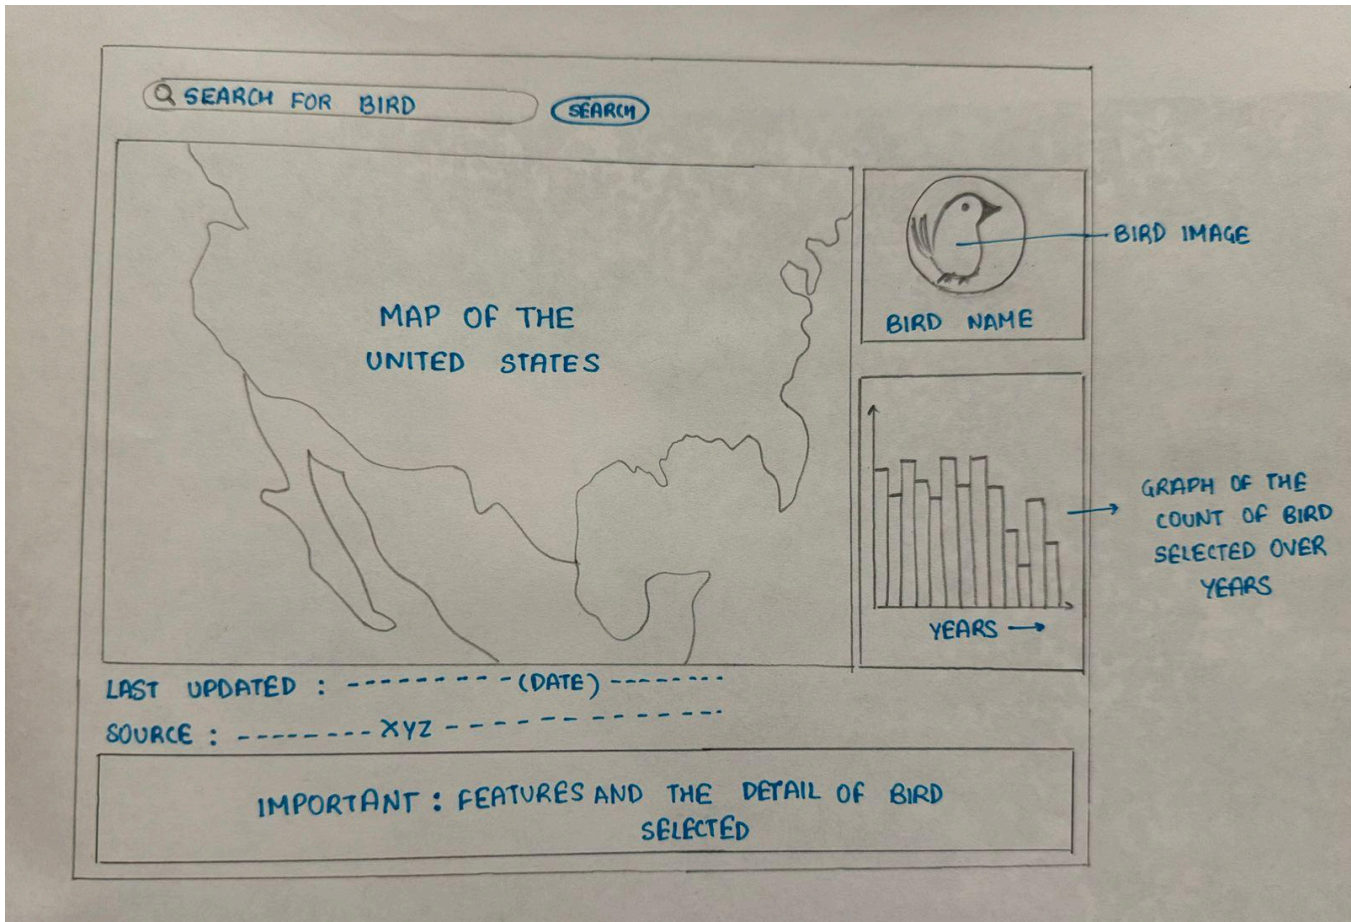 SEARCH FOR BIRD
SEARCH
MAP OF THE
UNITED STATES
BIRD IMAGE
BIRD NAME
GRAPH OF THE
COUNT OF BIRD
SELECTED OVER
YEARS
YEARS →
LAST UPDATED : ---------(DATE)--------
SOURCE : --------XYZ-------------
IMPORTANT : FEATURES AND THE DETAIL OF BIRD
SELECTED